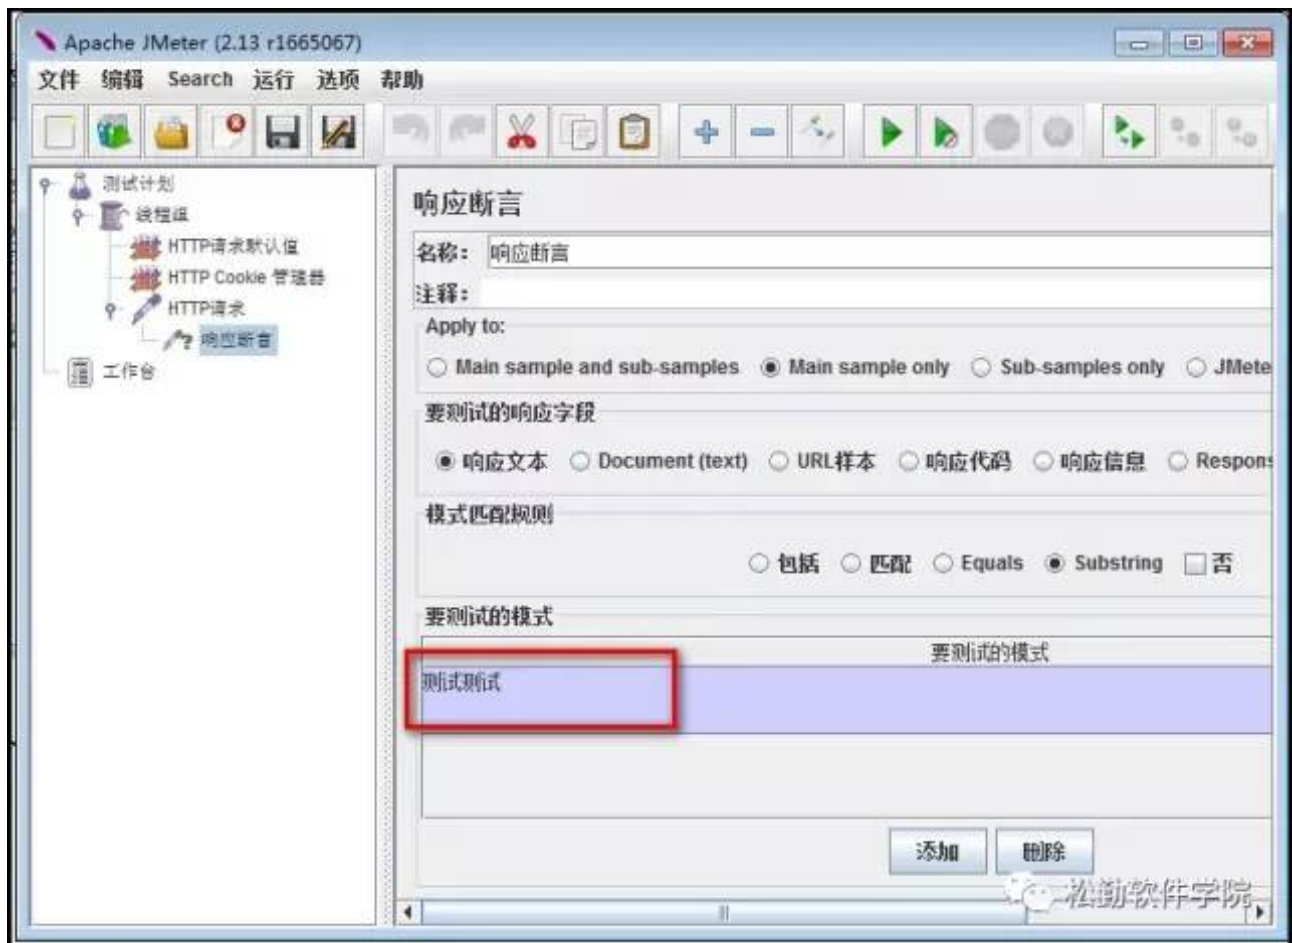 Apache JMeter (2.13 r1665067)
文件 编辑 Search 运行 选项 帮助
测试计划
线程组
HTTP请求默认值
HTTP Cookie 管理器
HTTP请求
响应断言
工作台
响应断言
名称： 响应断言
注释：
Apply to:
Main sample and sub-samples Main sample only Sub-samples only JMete
要测试的响应字段
响应文本 Document (text) URL样本 响应代码 响应信息 Respons
模式匹配规则
包括 匹配 Equals Substring 否
要测试的模式
要测试的模式
测试测试
添加 删除
松勤软件学院